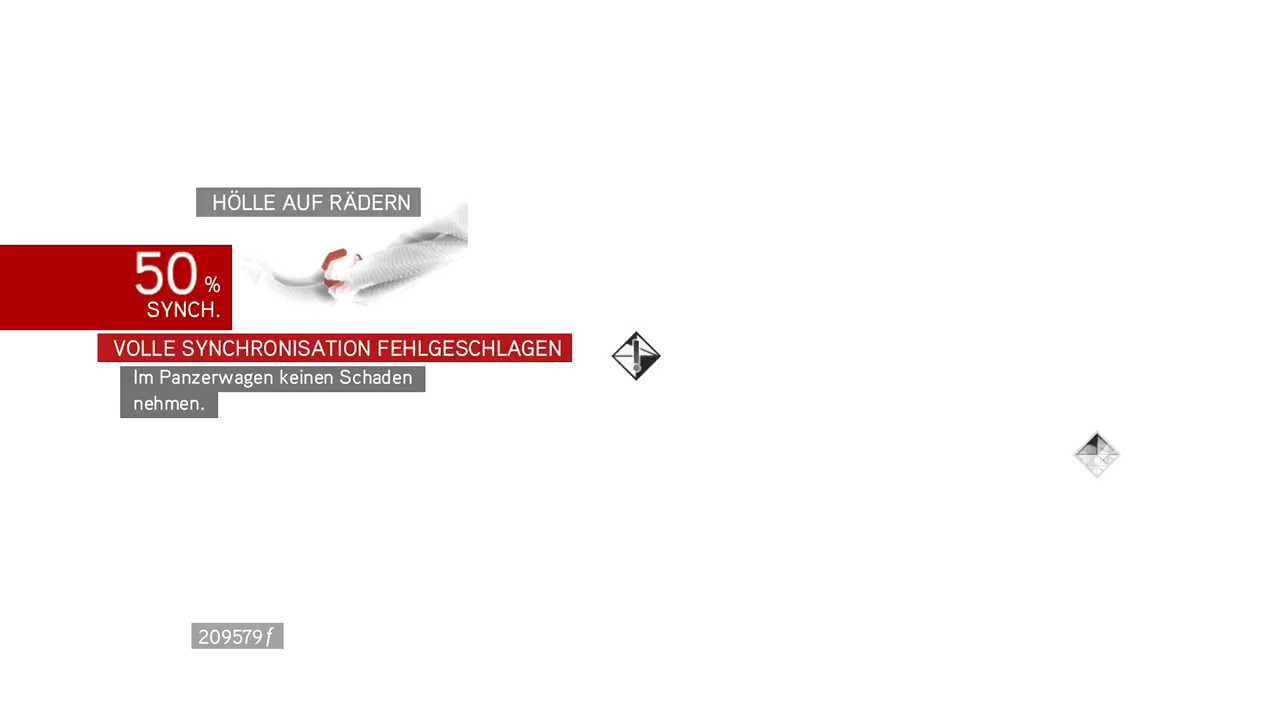 HÖLLE AUF RÄDERN
50 %
SYNCH.
VOLLE SYNCHRONISATION FEHLGESCHLAGEN
Im Panzerwagen keinen Schaden
nehmen.
209579ƒ